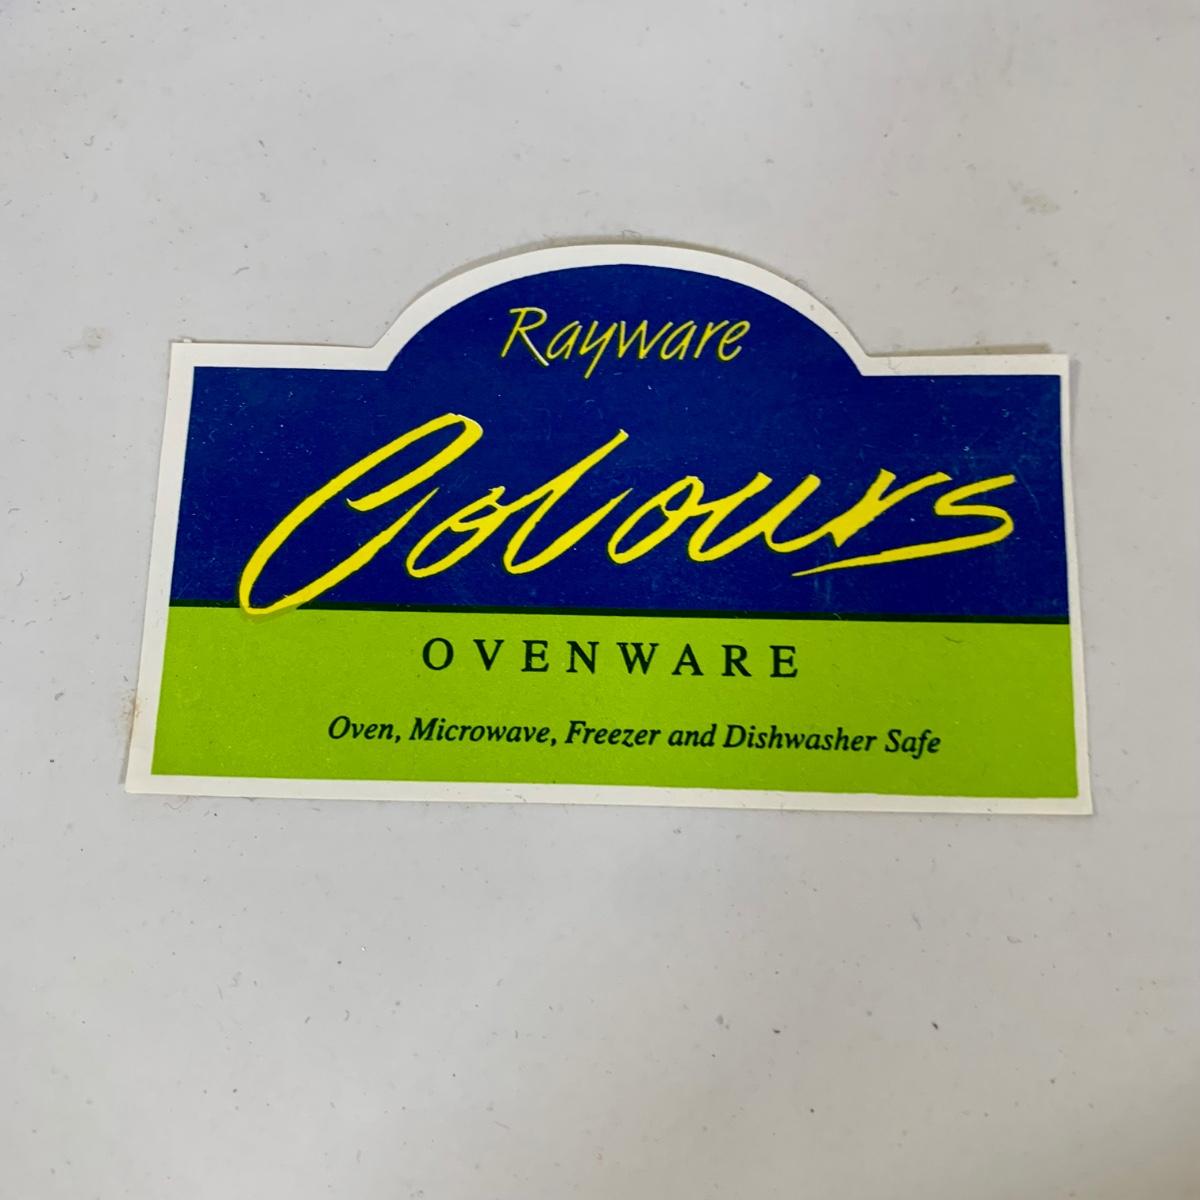 Rayware
Colours
OVENWARE
Oven, Microwave, Freezer and Dishwasher Safe